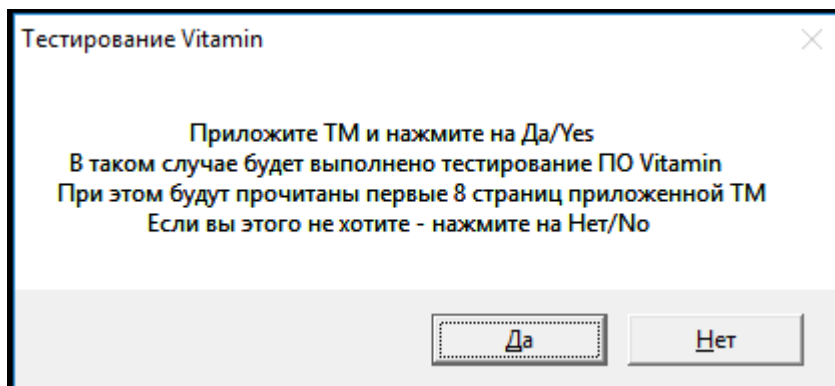 Тестирование Vitamin
Приложите ТМ и нажмите на Да/Yes
В таком случае будет выполнено тестирование ПО Vitamin
При этом будут прочитаны первые 8 страниц приложенной ТМ
Если вы этого не хотите - нажмите на Нет/No
Да
Нет